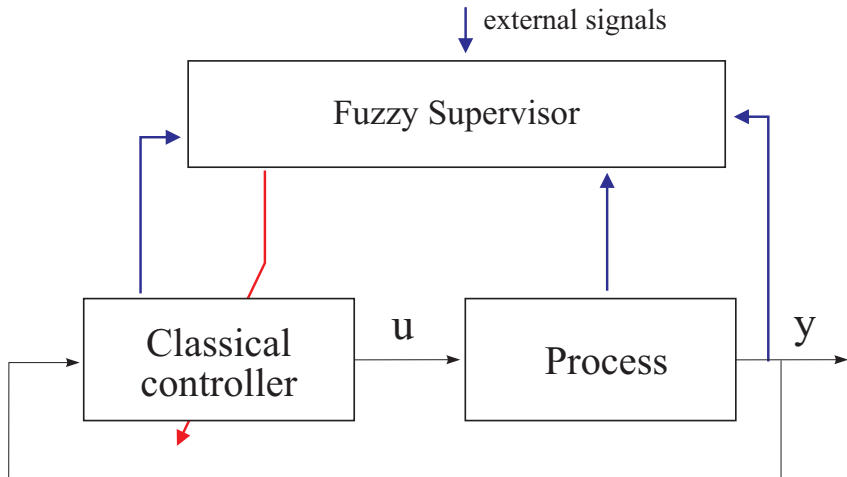 external signals
Fuzzy Supervisor
Classical
controller
u
Process
y